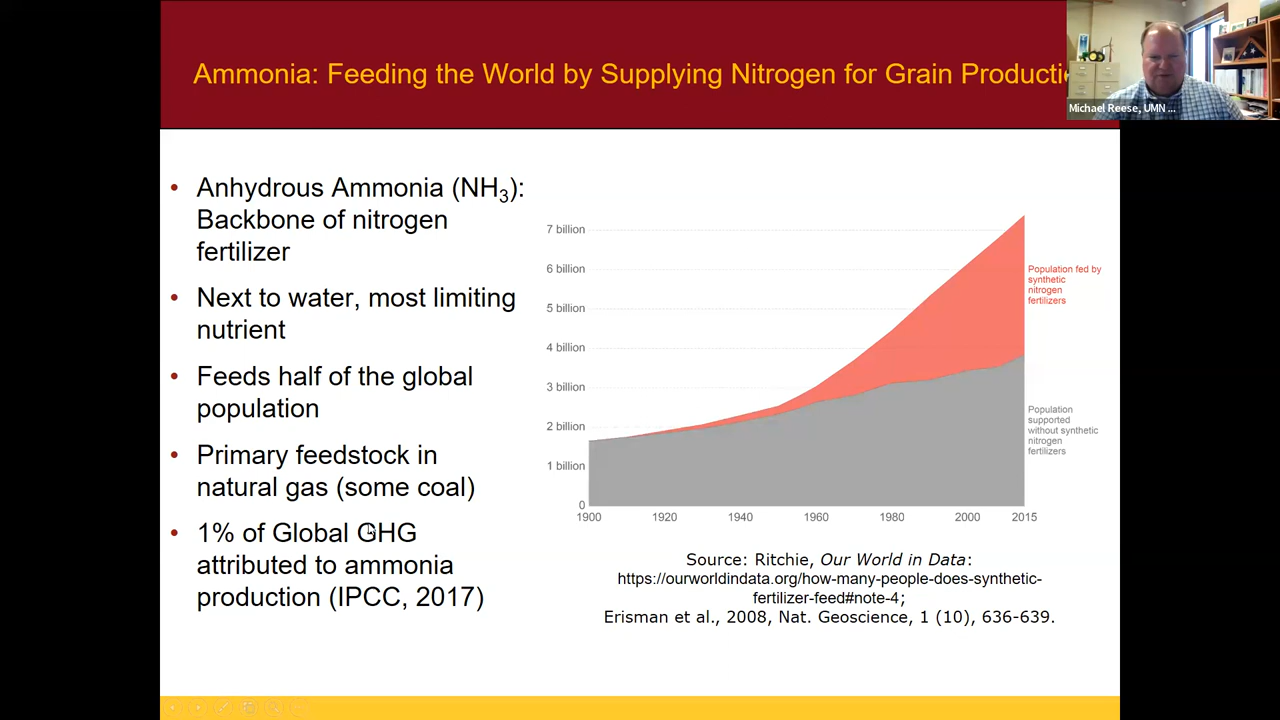 Ammonia: Feeding the World by Supplying Nitrogen for Grain Producti
Michael Reese, UMN ...
• Anhydrous Ammonia (NH₃):
Backbone of nitrogen
fertilizer
• Next to water, most limiting
nutrient
• Feeds half of the global
population
• Primary feedstock in
natural gas (some coal)
• 1% of Global GHG
attributed to ammonia
production (IPCC, 2017)
7 billion
6 billion
5 billion
4 billion
3 billion
2 billion
1 billion
0
1900 1920 1940 1960 1980 2000 2015
Population fed by
synthetic
nitrogen
fertilizers
Population
supported
without synthetic
nitrogen
fertilizers
Source: Ritchie, Our World in Data:
https://ourworldindata.org/how-many-people-does-synthetic-
fertilizer-feed#note-4;
Erisman et al., 2008, Nat. Geoscience, 1 (10), 636-639.